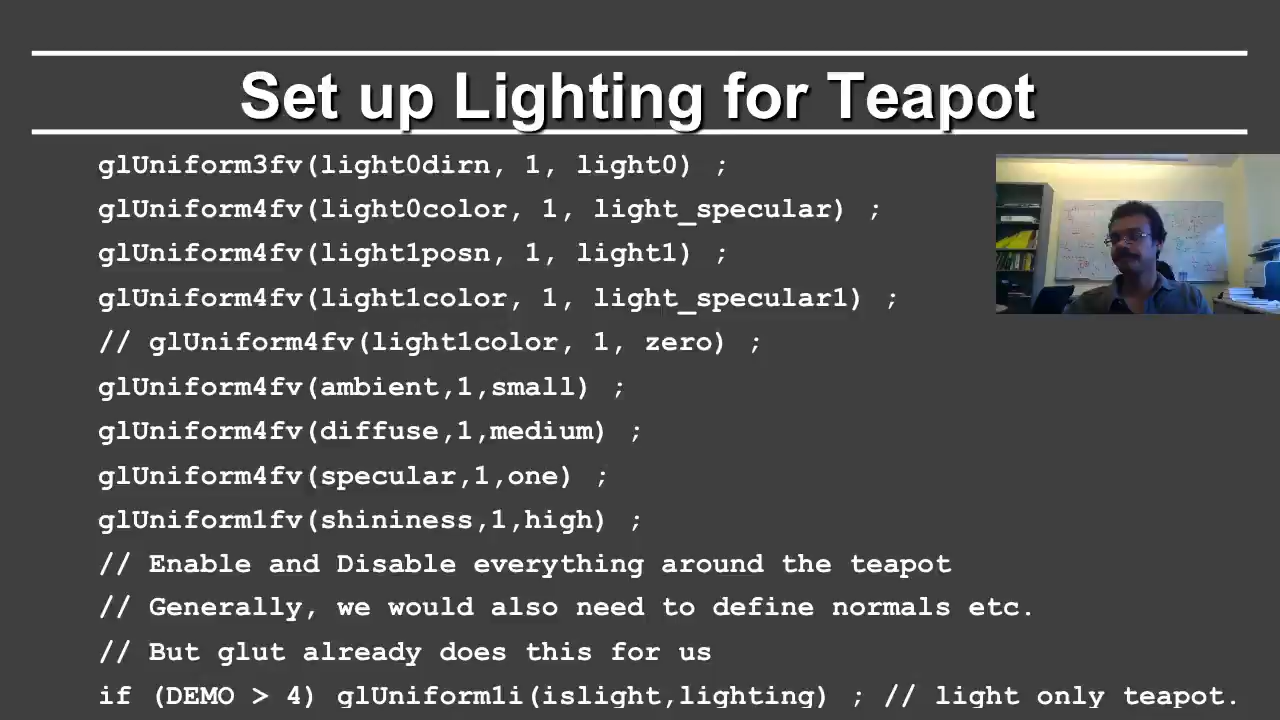 Set up Lighting for Teapot
glUniform3fv(light0dirn, 1, light0) ;
glUniform4fv(light0color, 1, light_specular) ;
glUniform4fv(light1posn, 1, light1) ;
glUniform4fv(light1color, 1, light_specular1) ;
// glUniform4fv(light1color, 1, zero) ;
glUniform4fv(ambient,1,small) ;
glUniform4fv(diffuse,1,medium) ;
glUniform4fv(specular,1,one) ;
glUniform1fv(shininess,1,high) ;
// Enable and Disable everything around the teapot
// Generally, we would also need to define normals etc.
// But glut already does this for us
if (DEMO > 4) glUniform1i(islight,lighting) ; // light only teapot.